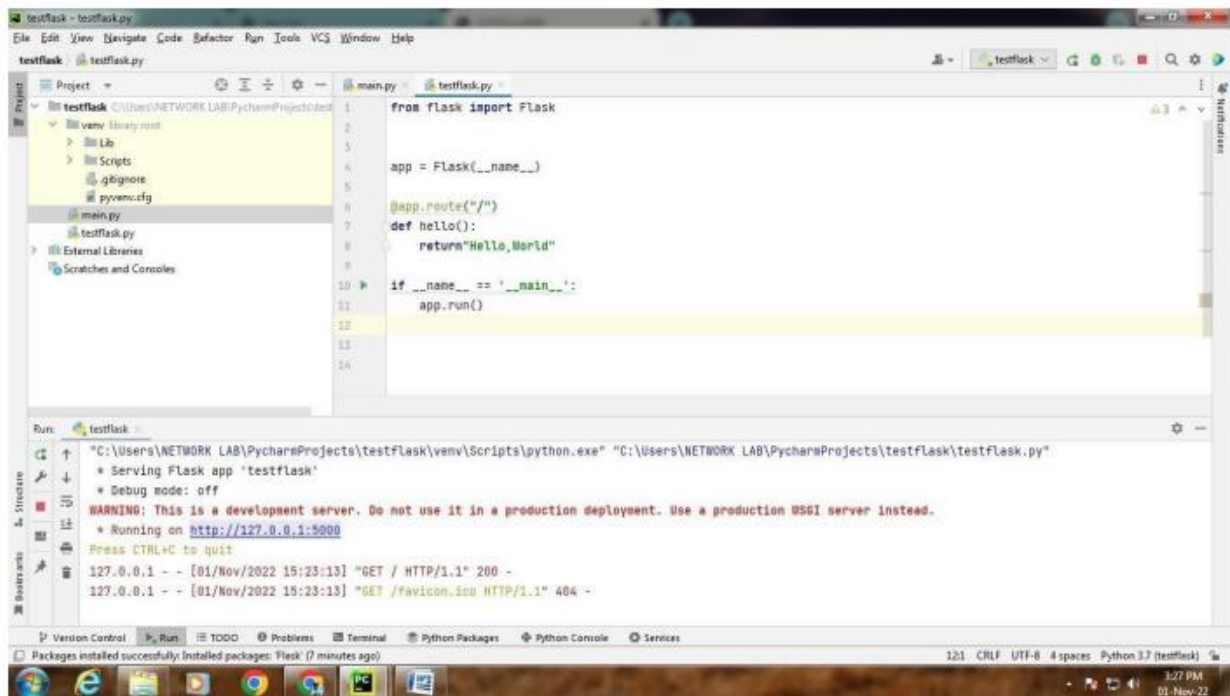 testflask – testflask.py
File Edit View Navigate Code Refactor Run Tools VCS Window Help
testflask testflask.py
testflask
Project
main.py
testflask.py
Project
Notifications
testflask C:\Users\NETWORK LAB\PycharmProjects\test
venv library root
Lib
Scripts
.gitignore
pyvenv.cfg
main.py
testflask.py
External Libraries
Scratches and Consoles
1 from flask import Flask
2
3
4 app = Flask(__name__)
5
6 @app.route("/")
7 def hello():
8 return"Hello,World"
9
10 if __name__ == '__main__':
11 app.run()
12
13
14
3
Run: testflask
"C:\Users\NETWORK LAB\PycharmProjects\testflask\venv\Scripts\python.exe" "C:\Users\NETWORK LAB\PycharmProjects\testflask\testflask.py"
* Serving Flask app 'testflask'
* Debug mode: off
WARNING: This is a development server. Do not use it in a production deployment. Use a production WSGI server instead.
* Running on http://127.0.0.1:5000
Press CTRL+C to quit
127.0.0.1 - - [01/Nov/2022 15:23:13] "GET / HTTP/1.1" 200 -
127.0.0.1 - - [01/Nov/2022 15:23:13] "GET /favicon.ico HTTP/1.1" 404 -
Structure
Bookmarks
Version Control Run TODO Problems Terminal Python Packages Python Console Services
Packages installed successfully: Installed packages: 'Flask' (7 minutes ago)
12:1 CRLF UTF-8 4 spaces Python 3.7 (testflask)
3:27 PM
01-Nov-22